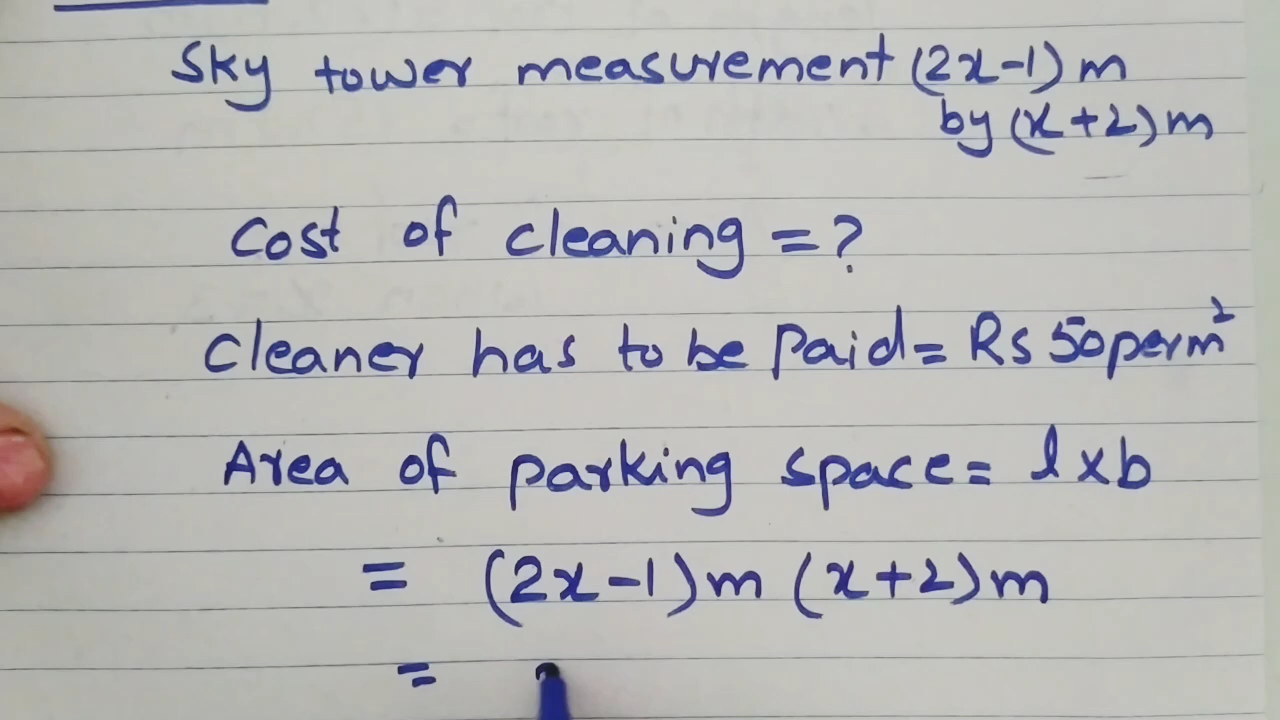 Sky tower measurement (2x-1) m
by (x+2) m
Cost of cleaning = ?
Cleaner has to be Paid = Rs 50 per m²
Area of parking space = l x b
= (2x-1) m (x+2) m
=